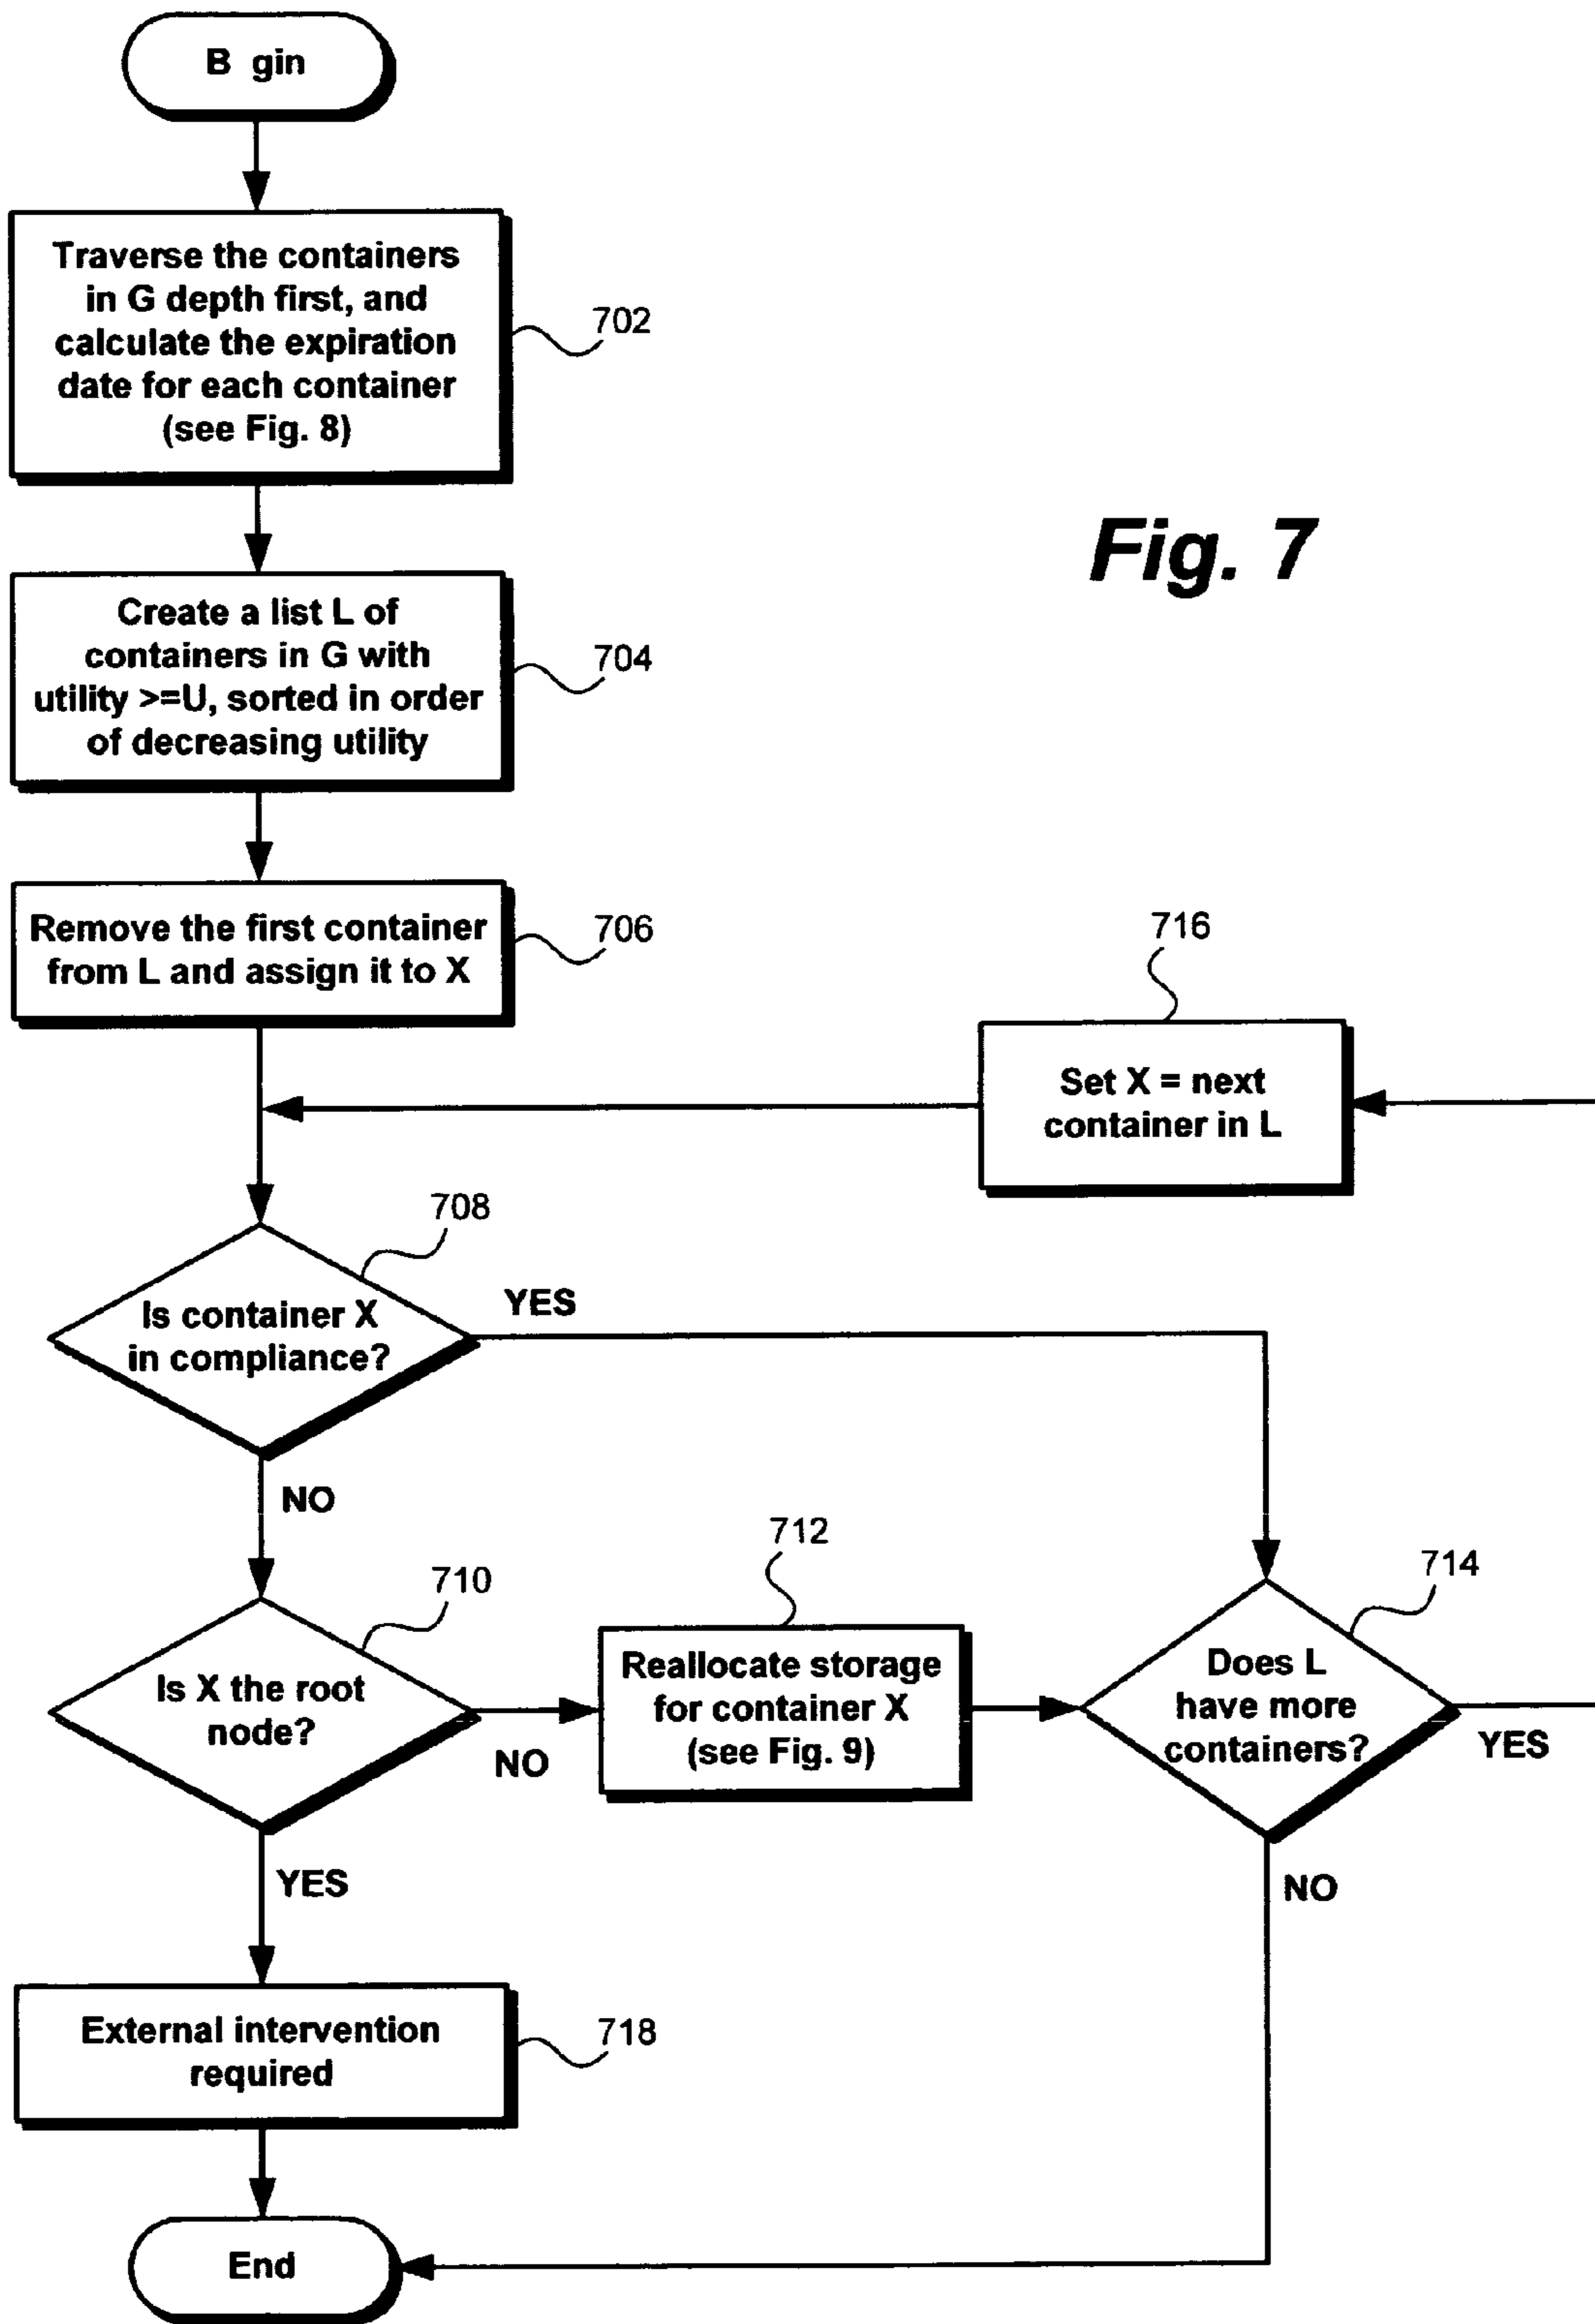 B gin
Traverse the containers
in G depth first, and
calculate the expiration
date for each container
(see Fig. 8)
702
Fig. 7
Create a list L of
containers in G with
utility >=U, sorted in order
of decreasing utility
704
Remove the first container
from L and assign it to X
706
716
Set X = next
container in L
708
Is container X
in compliance?
YES
NO
710
Is X the root
node?
NO
712
Reallocate storage
for container X
(see Fig. 9)
714
Does L
have more
containers?
YES
YES
NO
External intervention
required
718
End